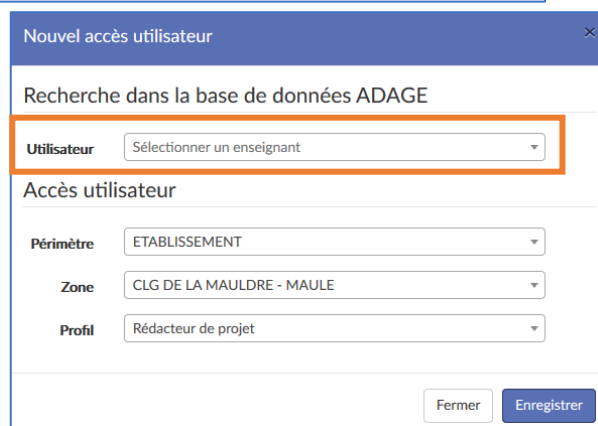 Nouvel accès utilisateur ×
Recherche dans la base de données ADAGE
Utilisateur Sélectionner un enseignant
Accès utilisateur
Périmètre ETABLISSEMENT
Zone CLG DE LA MAULDRE - MAULE
Profil Rédacteur de projet
Fermer Enregistrer